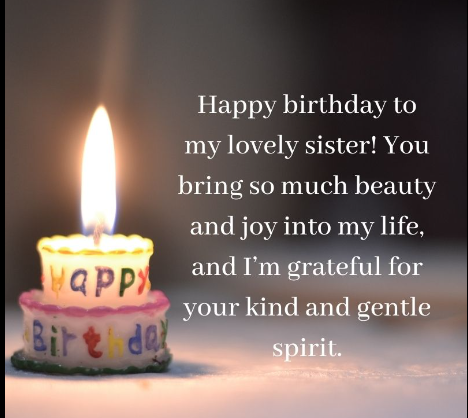 Happy birthday to
my lovely sister! You
bring so much beauty
and joy into my life,
and I'm grateful for
your kind and gentle
spirit.
Happy
Birthday